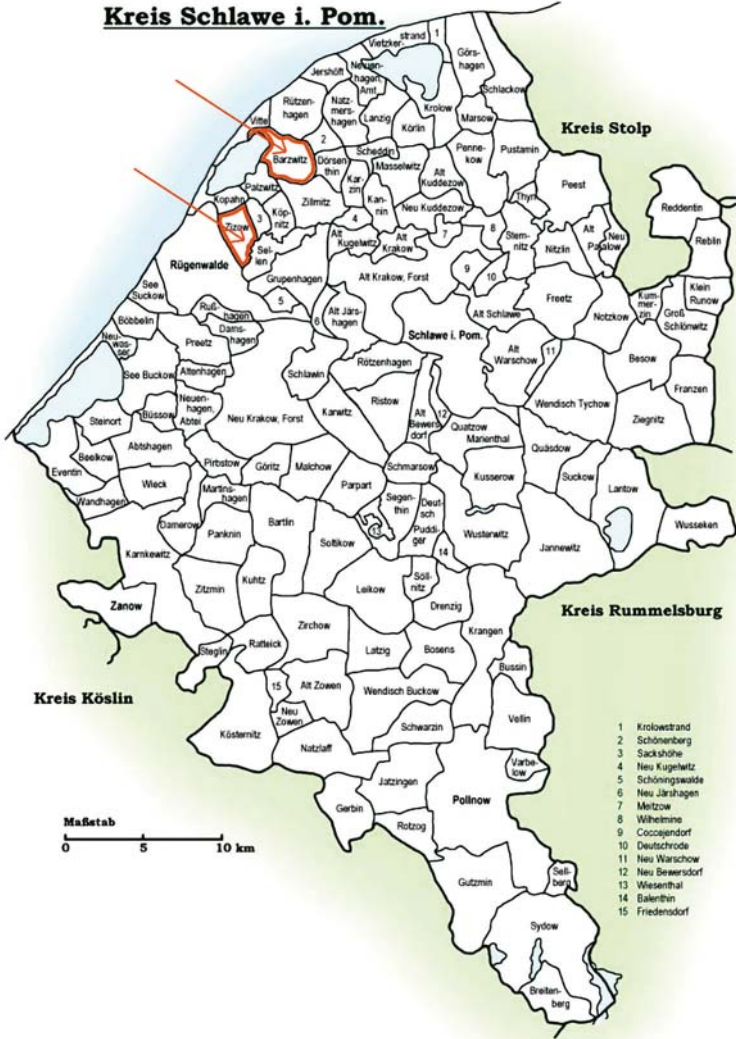 Kreis Schlawe i. Pom.
Vietzker-
strand
1
Görs-
hagen
Jershöft
Neuen-
hagen,
Amt
Schlackow
Rützen-
hagen
Natz-
mers-
hagen
Lanzig
Krolow
Marsow
Körlin
Vitte
Kreis Stolp
2
Scheddin
Penne-
kow
Pustamin
Barzwitz
Dörsen
thin
Masselwitz
Alt
Kuddezow
Peest
Palzwitz
Kar-
zin
Kan-
nin
Thyn
Reddentin
Kopahn
Zillmitz
Neu Kuddezow
Zizow
3
Köp-
nitz
4
Alt
Kugelwitz
Alt
Krakow
7
8
Stem-
nitz
Nitzlin
Alt
Neu
Reblin
Sel-
len
Rügenwalde
Grupenhagen
Alt Krakow, Forst
9
10
Klein
Runow
See
Suckow
5
Freetz
Notzkow
Kum-
mer-
zin
Groß
Schlönwitz
Ruß-
hagen
6
Alt Järs-
hagen
Alt Schlawe
Böbbelin
Preetz
Dams-
hagen
Schlawe i. Pom.
Neu-
was-
ser
Alt
Warschow
11
Besow
See Buckow
Altenhagen
Schlawin
Rötzenhagen
Franzen
Neuen-
hagen,
Abtei
Neu Krakow, Forst
Karwitz
Ristow
Alt
Bewers
dorf
12
Quatzow
Marienthal
Wendisch Tychow
Ziegnitz
Steinort
Büssow
Abtshagen
Quäsdow
Beelkow
Pirbstow
Göritz
Malchow
Schmarsow
Eventin
Wieck
Kusserow
Suckow
Lantow
Wandhagen
Martins-
hagen
Parpart
Segen-
thin
Deut-
sch
Puddi-
ger
Wusseken
Damerow
Panknin
Bartlin
Soltikow
13
Wusterwitz
Jannewitz
Karnkewitz
14
Zitzmin
Kuhtz
Leikow
Söll-
nitz
Zanow
Drenzig
Kreis Rummelsburg
Zirchow
Krangen
Steglin
Ratteick
Latzig
Bosens
Bussin
Kreis Köslin
15
Alt Zowen
Wendisch Buckow
Neu
Zowen
Vellin
Kösternitz
Schwarzin
Natzlaff
Varbe-
low
Jatzingen
Pollnow
Gerbin
Rotzog
Maßstab
0 5 10 km
Gutzmin
Sell-
berg
Sydow
Breiten-
berg
1 Krolowstrand
2 Schönenberg
3 Sackshöhe
4 Neu Kugelwitz
5 Schöningswalde
6 Neu Järshagen
7 Meitzow
8 Wilhelmine
9 Coccejendorf
10 Deutschrode
11 Neu Warschow
12 Neu Bewersdorf
13 Wiesenthal
14 Balenthin
15 Friedensdorf